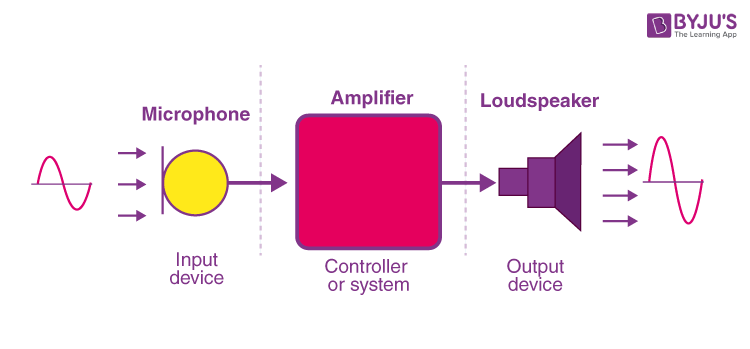 BYJU'S
The Learning App
Microphone
Amplifier
Loudspeaker
Input
device
Controller
or system
Output
device